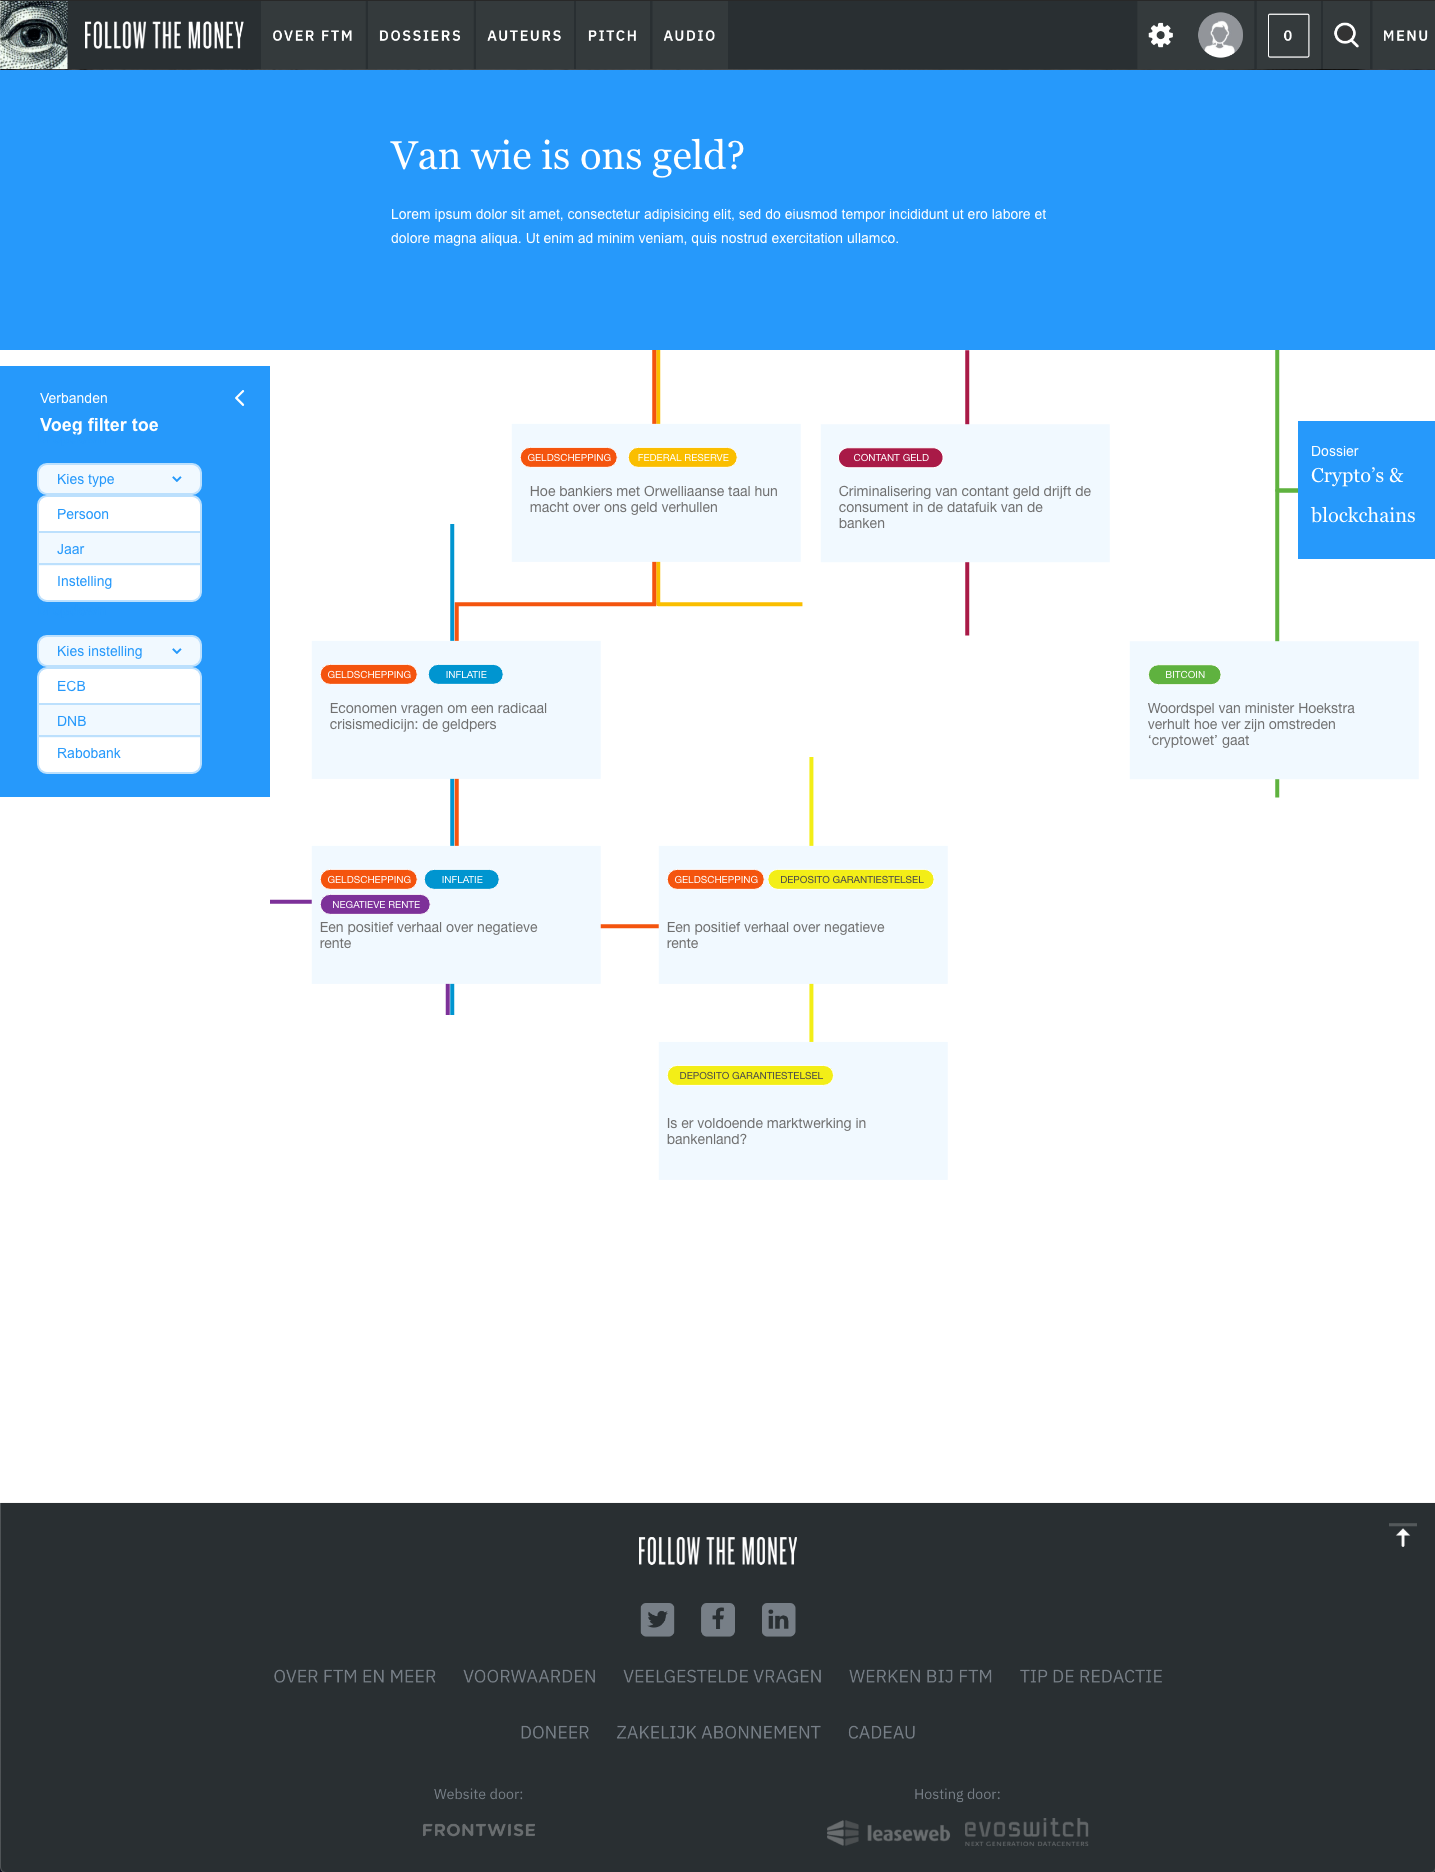 FOLLOW THE MONEY
OVER FTM
DOSSIERS
AUTEURS
PITCH
AUDIO
0
MENU
Van wie is ons geld?
Lorem ipsum dolor sit amet, consectetur adipisicing elit, sed do eiusmod tempor incididunt ut ero labore et
dolore magna aliqua. Ut enim ad minim veniam, quis nostrud exercitation ullamco.
Verbanden
Voeg filter toe
Kies type
Persoon
Jaar
Instelling
Kies instelling
ECB
DNB
Rabobank
GELDSCHEPPING
FEDERAL RESERVE
Hoe bankiers met Orwelliaanse taal hun
macht over ons geld verhullen
CONTANT GELD
Criminalisering van contant geld drijft de
consument in de datafuik van de
banken
Dossier
Crypto’s &
blockchains
GELDSCHEPPING
INFLATIE
Economen vragen om een radicaal
crisismedicijn: de geldpers
BITCOIN
Woordspel van minister Hoekstra
verhult hoe ver zijn omstreden
‘cryptowet’ gaat
GELDSCHEPPING
INFLATIE
NEGATIEVE RENTE
Een positief verhaal over negatieve
rente
GELDSCHEPPING
DEPOSITO GARANTIESTELSEL
Een positief verhaal over negatieve
rente
DEPOSITO GARANTIESTELSEL
Is er voldoende marktwerking in
bankenland?
FOLLOW THE MONEY
OVER FTM EN MEER
VOORWAARDEN
VEELGESTELDE VRAGEN
WERKEN BIJ FTM
TIP DE REDACTIE
DONEER
ZAKELIJK ABONNEMENT
CADEAU
Website door:
FRONTWISE
Hosting door:
leaseweb
evoswitch
NEXT GENERATION DATACENTERS